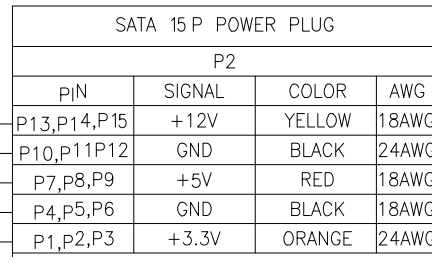 SATA 15 P POWER PLUG
P2
PIN SIGNAL COLOR AWG
P13,P14,P15 +12V YELLOW 18AWG
P10,P11P12 GND BLACK 24AWG
P7,P8,P9 +5V RED 18AWG
P4,P5,P6 GND BLACK 18AWG
P1,P2,P3 +3.3V ORANGE 24AWG